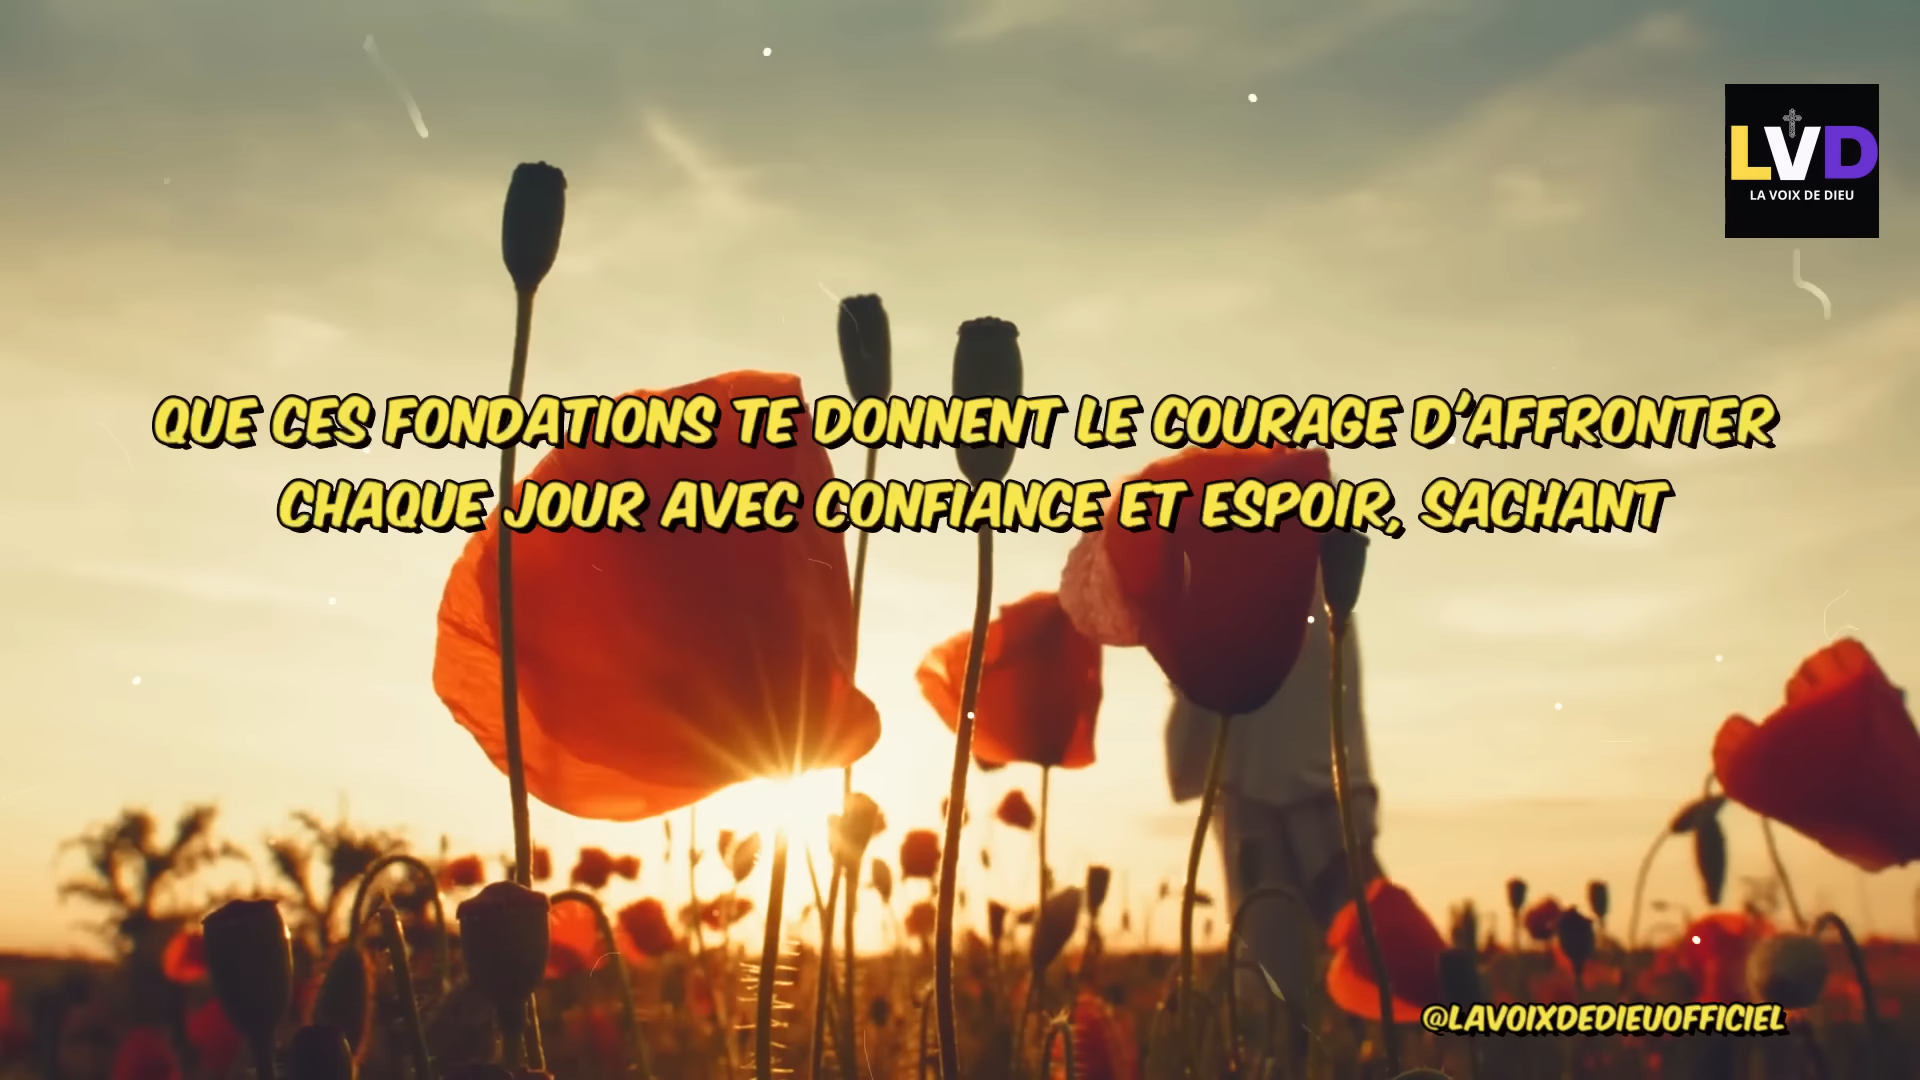 LVD
LA VOIX DE DIEU
QUE CES FONDATIONS TE DONNENT LE COURAGE D'AFFRONTER
CHAQUE JOUR AVEC CONFIANCE ET ESPOIR, SACHANT
@LAVOIXDEDIEUOFFICIEL